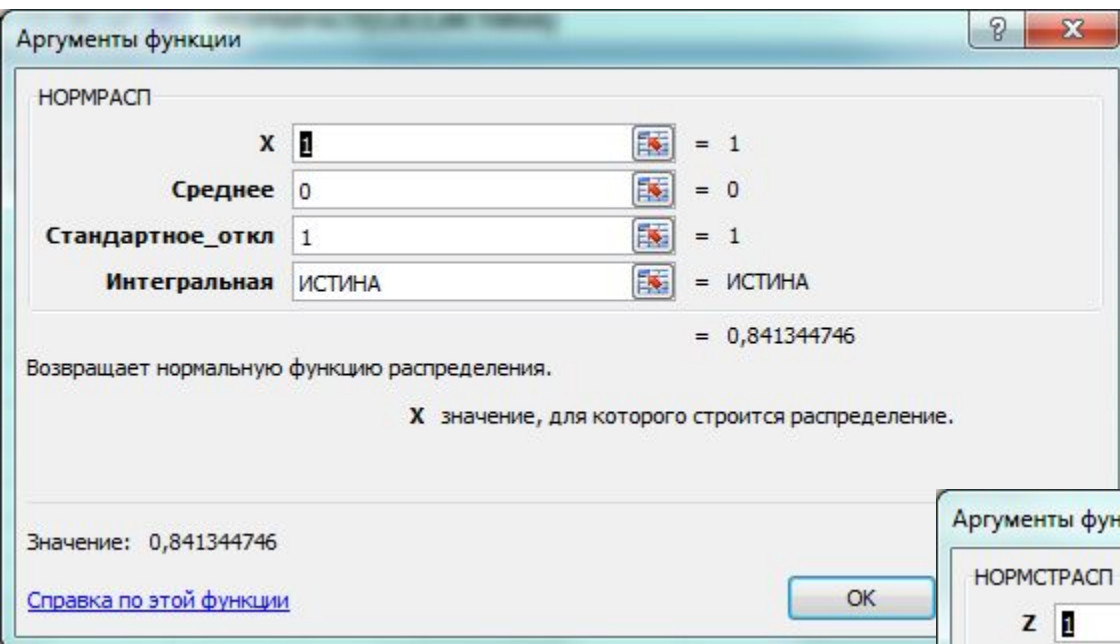 Аргументы функции
НОРМРАСП
X 1 = 1
Среднее 0 = 0
Стандартное_откл 1 = 1
Интегральная ИСТИНА = ИСТИНА
= 0,841344746
Возвращает нормальную функцию распределения.
X значение, для которого строится распределение.
Значение: 0,841344746
Справка по этой функции
ОК
Аргументы фун
НОРМСТРАСП
Z 1